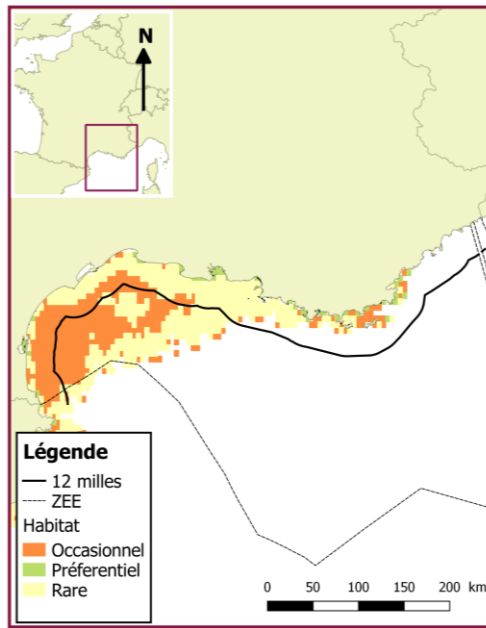 N
Légende
12 milles
ZEE
Habitat
Occasionnel
Préferentiel
Rare
0 50 100 150 200 km